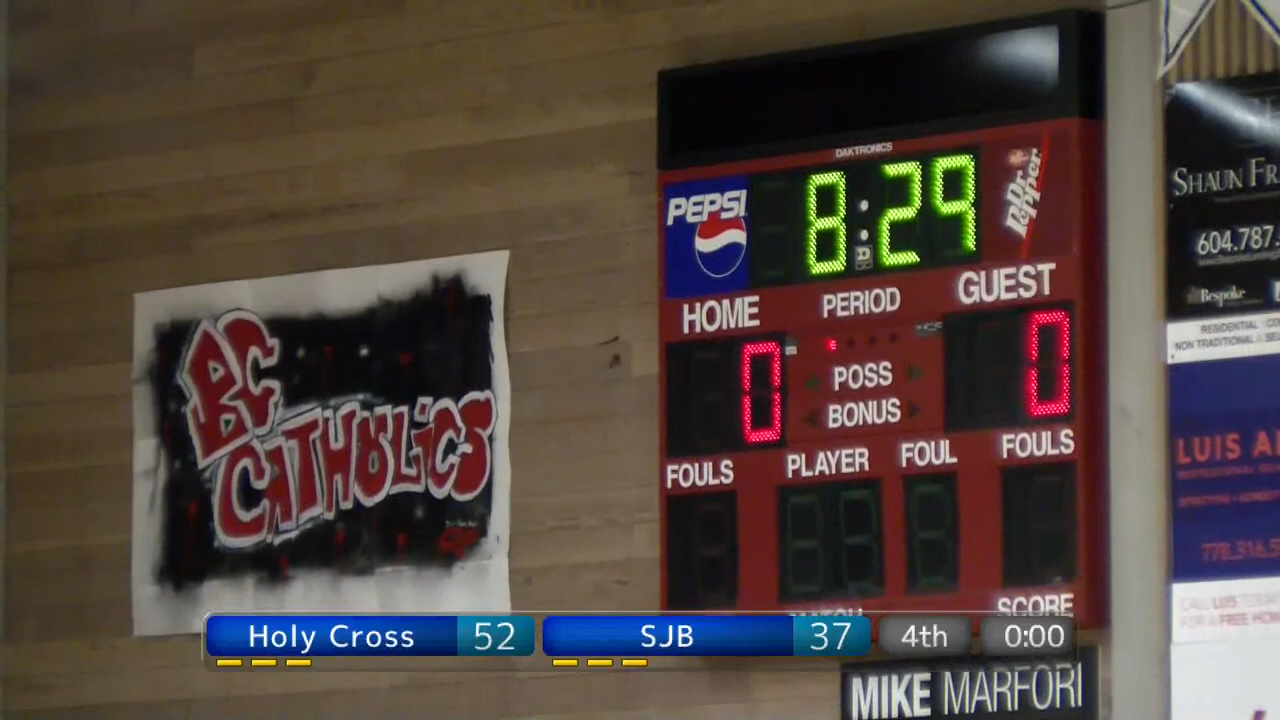 DAKTRONICS
PEPSI
8:29
Dr Pepper
HOME
PERIOD
GUEST
0
0
POSS
BONUS
FOULS
PLAYER
FOUL
FOULS
SCORE
BC
CATHOLICS
Holy Cross 52 SJB 37 4th 0:00
MIKE MARFORI
SHAUN FR
604.787.
Bespoke
RESIDENTIAL
NON TRADITIONAL
LUIS A
778.316.5